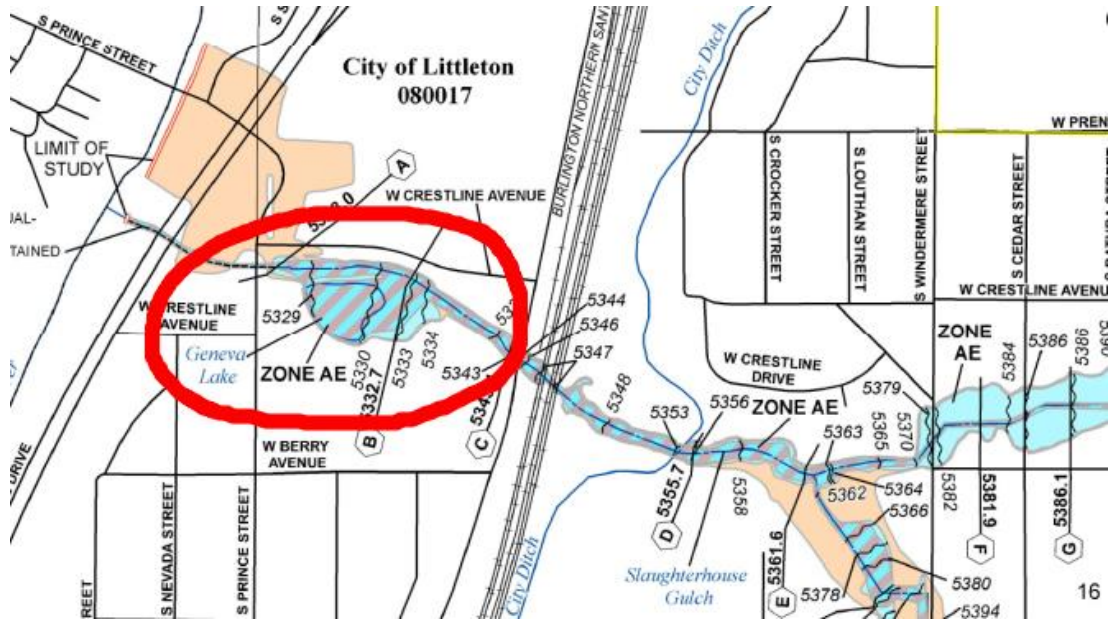 S PRINCE STREET
City of Littleton
080017
City Ditch
BURLINGTON NORTHERN
W PREN
LIMIT OF
STUDY
TAINED
A
W CRESTLINE AVENUE
S CROCKER STREET
S LOUTHAN STREET
S WINDERMERE STREET
S CEDAR STREET
W CRESTLINE
AVENUE
5329
Geneva
Lake
ZONE AE
5330
5332.7
5333
5334
5343
5344
5346
5347
5348
B
C
W BERRY
AVENUE
W CRESTLINE AVENU
ZONE
AE
W CRESTLINE
DRIVE
ZONE AE
5353
5356
5355.7
D
5358
5363
5362
5364
5365
5366
5370
5379
5382
5384
5386
5386
5381.9
F
5386.1
G
5361.6
E
5378
5380
5394
16
Slaughterhouse
Gulch
City Ditch
DRIVE
S NEVADA STREET
S PRINCE STREET
REET